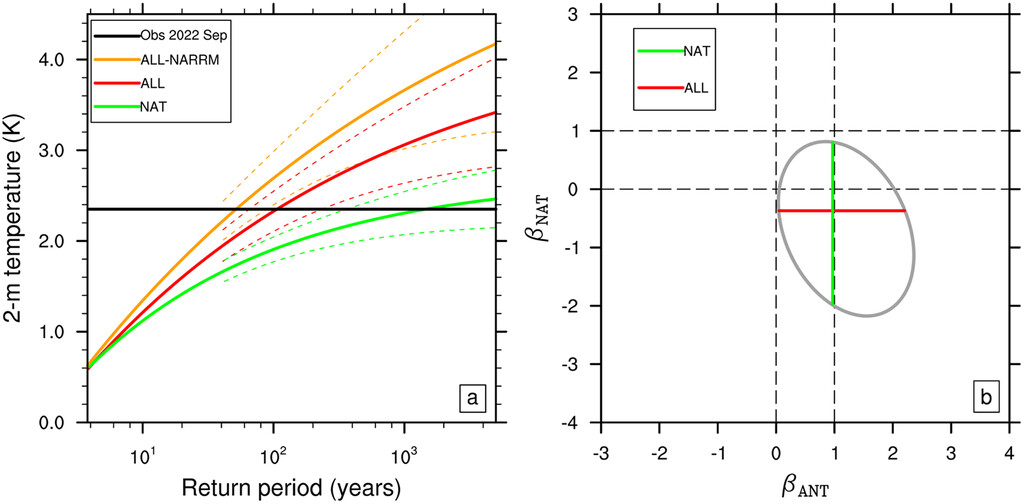 4.0
3.0
2.0
1.0
0.0
2-m temperature (K)
Obs 2022 Sep
ALL-NARRM
ALL
NAT
a
10¹
10²
10³
Return period (years)
3
2
1
0
-1
-2
-3
-4
β_NAT
NAT
ALL
b
-3
-2
-1
0
1
2
3
4
β_ANT